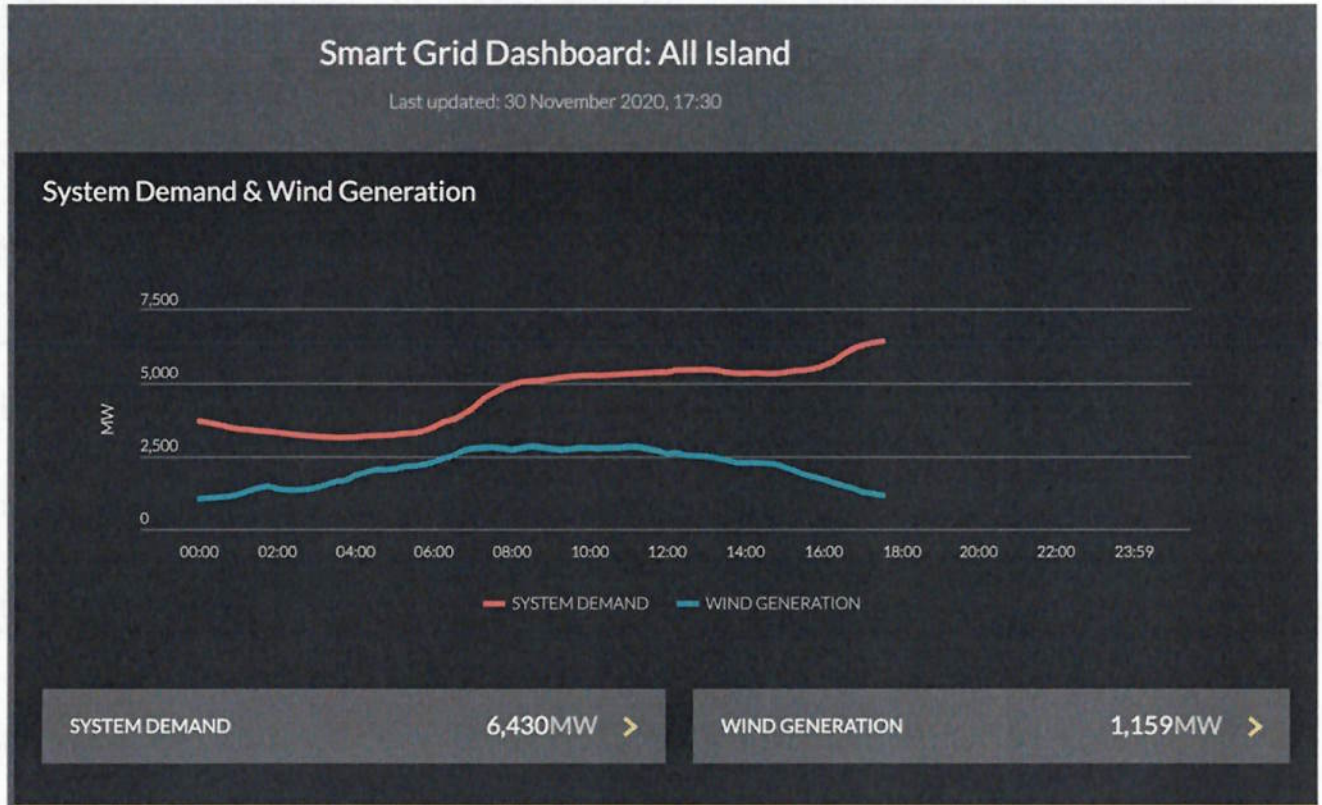 Smart Grid Dashboard: All Island
Last updated: 30 November 2020, 17:30
System Demand & Wind Generation
7,500
5,000
MW
2,500
0
00:00 02:00 04:00 06:00 08:00 10:00 12:00 14:00 16:00 18:00 20:00 22:00 23:59
SYSTEM DEMAND WIND GENERATION
SYSTEM DEMAND 6,430MW > WIND GENERATION 1,159MW >